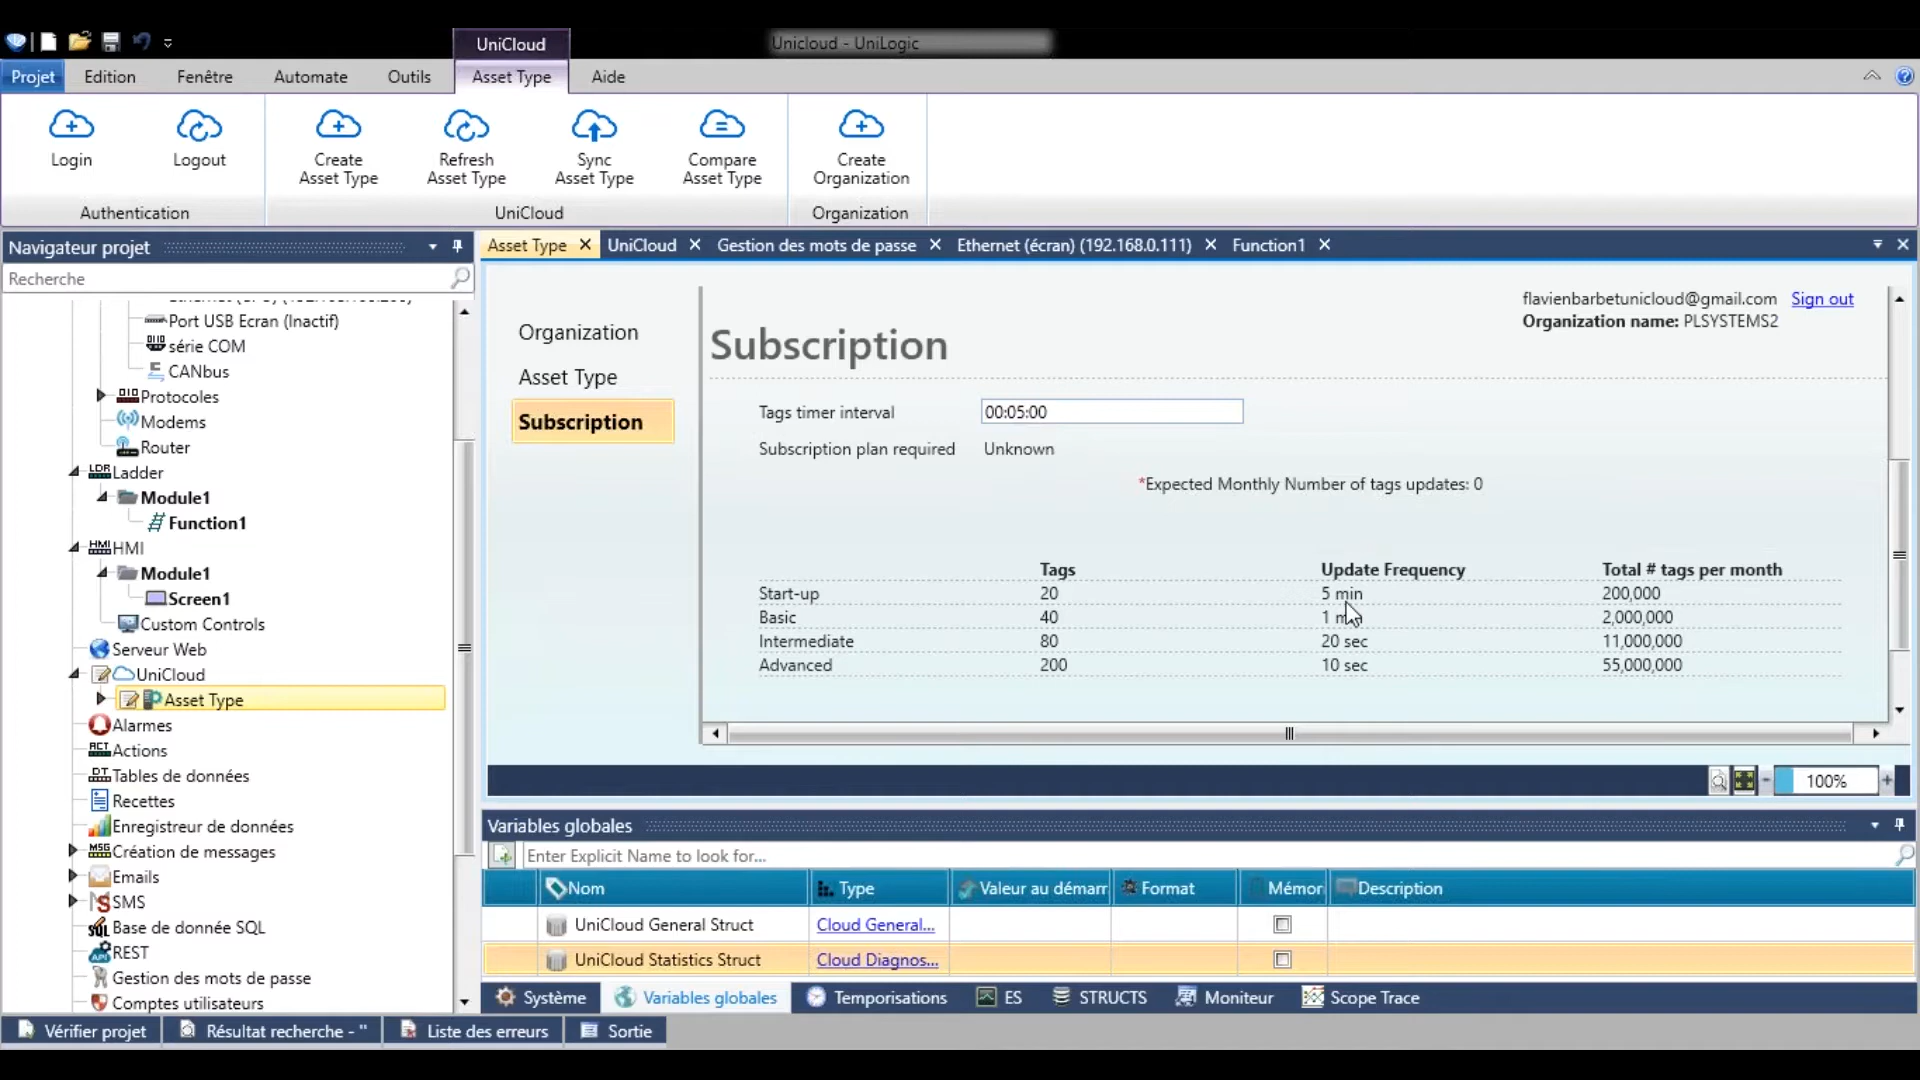 UniCloud
Unicloud - UniLogic
Projet Edition Fenêtre Automate Outils Asset Type Aide
Login Logout Create Asset Type Refresh Asset Type Sync Asset Type Compare Asset Type Create Organization
Authentication UniCloud Organization
Navigateur projet
Recherche
Port USB Ecran (Inactif)
série COM
CANbus
Protocoles
Modems
Router
LDR Ladder
Module1
Function1
HMI HMI
Module1
Screen1
Custom Controls
Serveur Web
UniCloud
Asset Type
Alarmes
ACT Actions
DT Tables de données
Recettes
Enregistreur de données
MSG Création de messages
Emails
SMS
SQL Base de donnée SQL
API REST
Gestion des mots de passe
Comptes utilisateurs
Asset Type UniCloud Gestion des mots de passe Ethernet (écran) (192.168.0.111) Function1
Organization
Asset Type
Subscription
flavienbarbetunicloud@gmail.com Sign out
Organization name: PLSYSTEMS2
Subscription
Tags timer interval 00:05:00
Subscription plan required Unknown
*Expected Monthly Number of tags updates: 0
Tags Update Frequency Total # tags per month
Start-up 20 5 min 200,000
Basic 40 1 2,000,000
Intermediate 80 20 sec 11,000,000
Advanced 200 10 sec 55,000,000
100%
Variables globales
Enter Explicit Name to look for...
Nom Type Valeur au démarr Format Mémor Description
UniCloud General Struct Cloud General...
UniCloud Statistics Struct Cloud Diagnos...
Système Variables globales Temporisations ES STRUCTS Moniteur Scope Trace
Vérifier projet Résultat recherche - '' Liste des erreurs Sortie